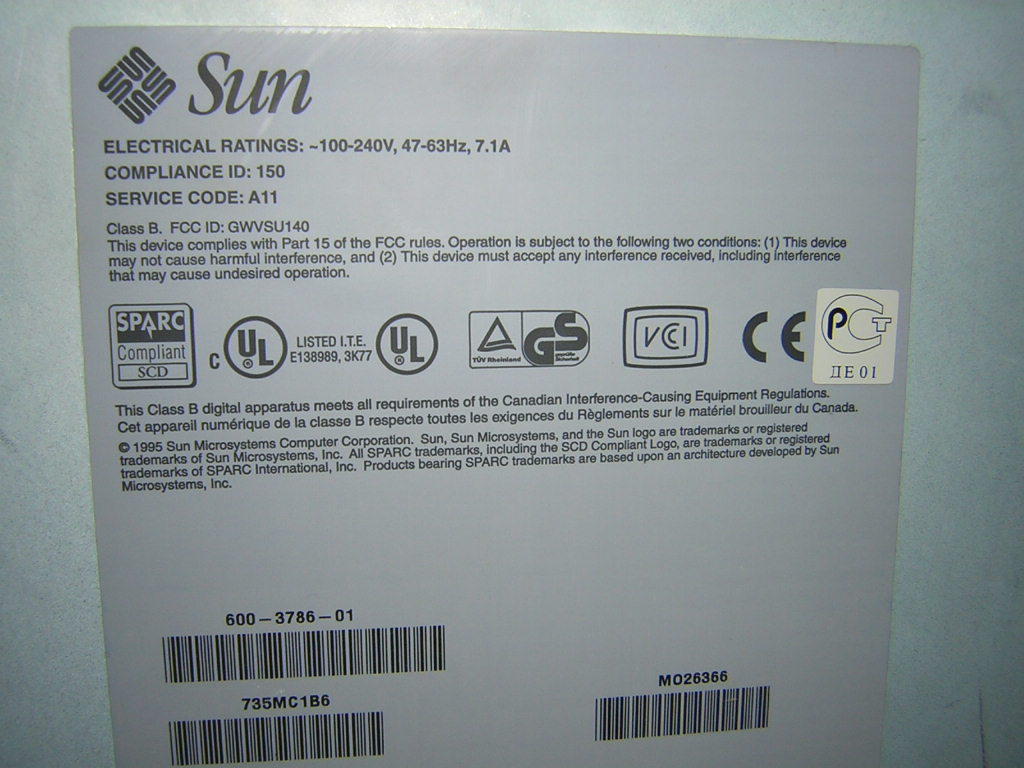 Sun
ELECTRICAL RATINGS: ~100-240V, 47-63Hz, 7.1A
COMPLIANCE ID: 150
SERVICE CODE: A11
Class B. FCC ID: GWVSU140
This device complies with Part 15 of the FCC rules. Operation is subject to the following two conditions: (1) This device
may not cause harmful interference, and (2) This device must accept any interference received, including interference
that may cause undesired operation.
SPARC
Compliant
SCD
C UL
LISTED I.T.E.
E138989, 3K77
UL
TÜV Rheinland
GS
geprüfte
Sicherheit
VCI
CE
РСТ
ДЕ 01
This Class B digital apparatus meets all requirements of the Canadian Interference-Causing Equipment Regulations.
Cet appareil numérique de la classe B respecte toutes les exigences du Règlements sur le matériel brouilleur du Canada.
© 1995 Sun Microsystems Computer Corporation. Sun, Sun Microsystems, and the Sun logo are trademarks or registered
trademarks of Sun Microsystems, Inc. All SPARC trademarks, including the SCD Compliant Logo, are trademarks or registered
trademarks of SPARC International, Inc. Products bearing SPARC trademarks are based upon an architecture developed by Sun
Microsystems, Inc.
600-3786-01
735MC1B6
MO26366